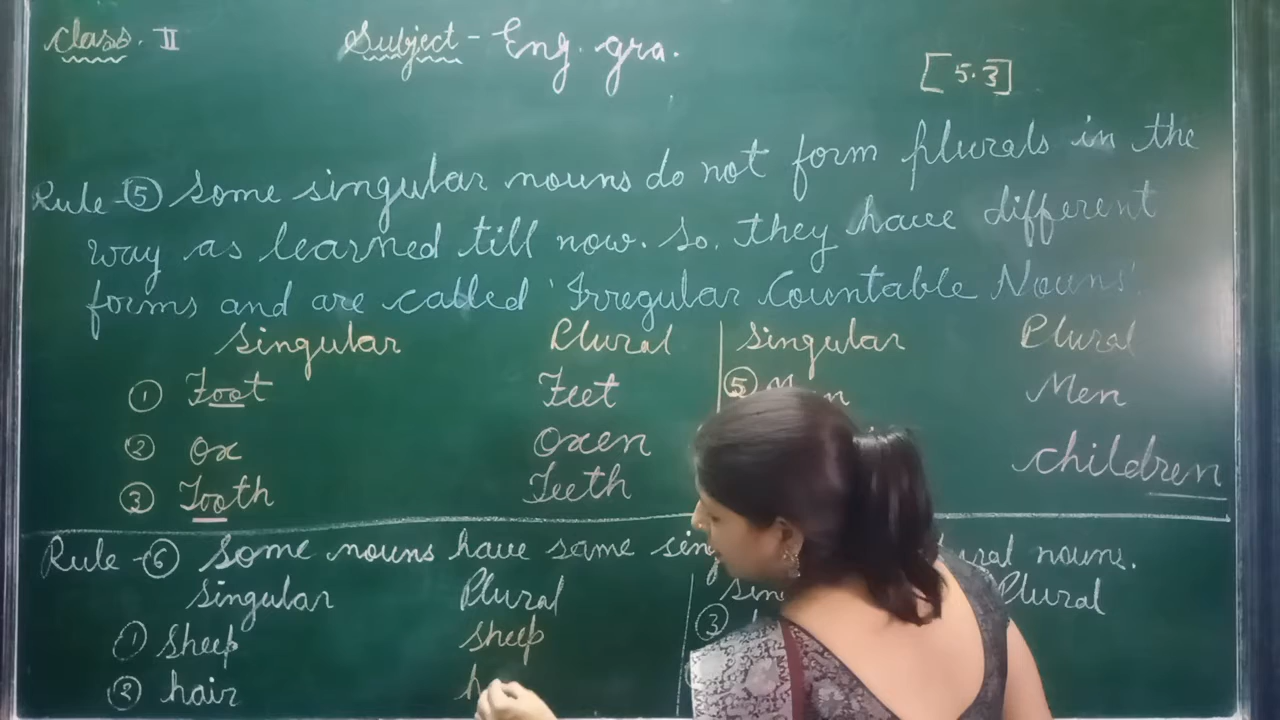 Class. II Subject - Eng. gra.
[5.3]
Rule-⑤ Some singular nouns do not form plurals in the
way as learned till now. So, they have different
forms and are called 'Irregular Countable Nouns'.
Singular Plural Singular Plural
① Foot Feet ⑤ Men
② Ox Oxen children
③ Tooth Teeth
Rule-⑥ Some nouns have same nouns.
Singular Plural Plural
① Sheep Sheep ③
② hair